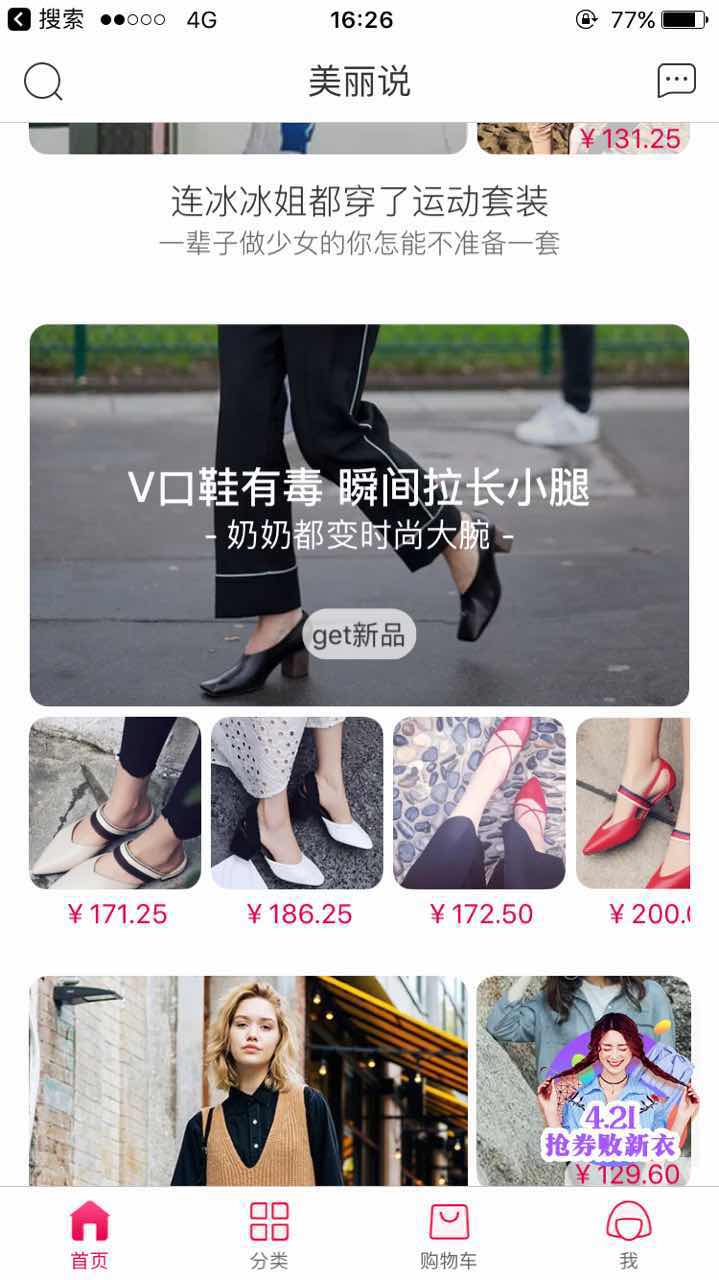 搜索 4G 16:26 77%
美丽说
¥131.25
连冰冰姐都穿了运动套装
一辈子做少女的你怎能不准备一套
V口鞋有毒 瞬间拉长小腿
- 奶奶都变时尚大腕 -
get新品
¥171.25 ¥186.25 ¥172.50 ¥200.0
4.21
抢券败新衣
¥129.60
首页 分类 购物车 我